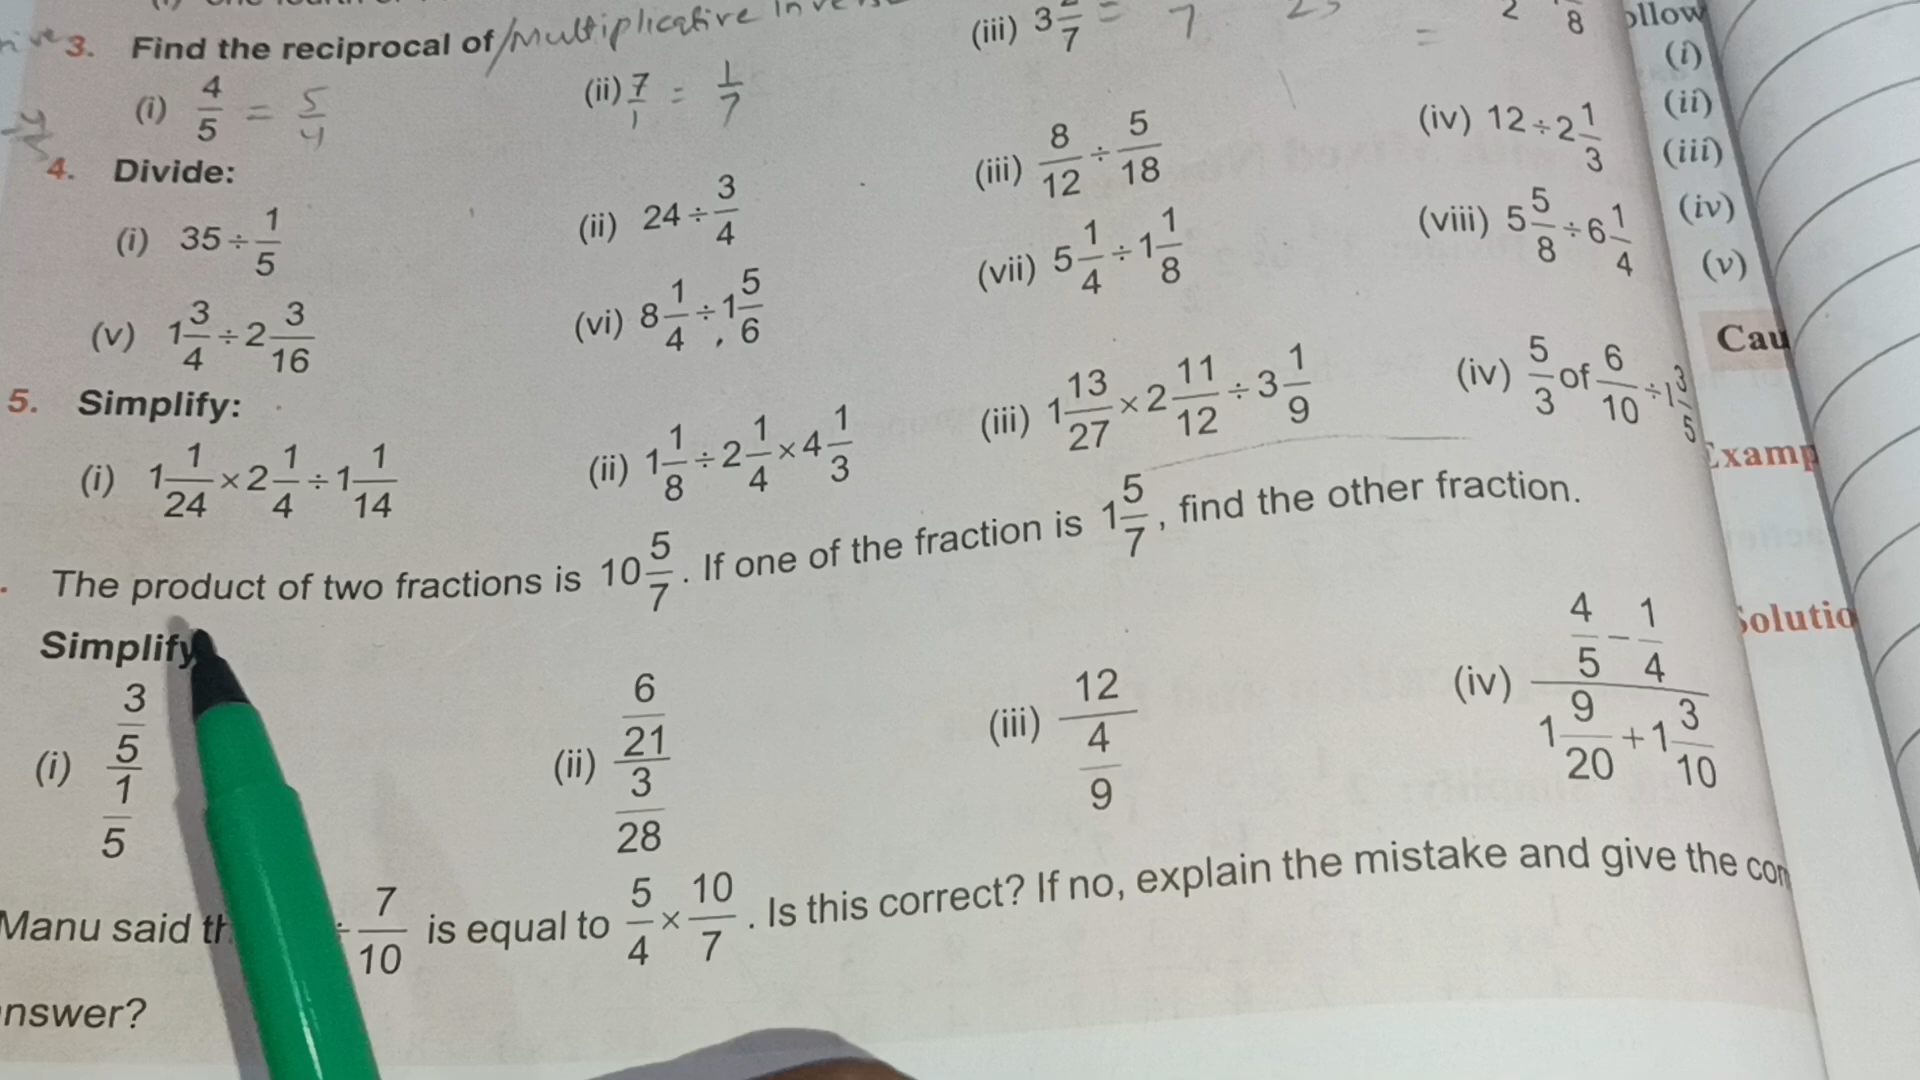 3. Find the reciprocal of/Multiplicative
(i) 4/5 = 5/4 (ii) 7/1 = 1/7 (iii) 3 2/7 = 7
4. Divide:
(i) 35 ÷ 1/5 (ii) 24 ÷ 3/4 (iii) 8/12 ÷ 5/18 (iv) 12 ÷ 2 1/3
(v) 1 3/4 ÷ 2 3/16 (vi) 8 1/4 ÷ 1 5/6 (vii) 5 1/4 ÷ 1 1/8 (viii) 5 5/8 ÷ 6 1/4
5. Simplify:
(i) 1 1/24 × 2 1/4 ÷ 1 1/14 (ii) 1 1/8 ÷ 2 1/4 × 4 1/3 (iii) 1 13/27 × 2 11/12 ÷ 3 1/9 (iv) 5/3 of 6/10 ÷ 1 3/5
The product of two fractions is 10 5/7. If one of the fraction is 1 5/7, find the other fraction.
Simplify
(i) (3/5)/(1/5) (ii) (6/21)/(3/28) (iii) 12/(4/9) (iv) (4/5 − 1/4)/(1 9/20 + 1 3/10)
Manu said ÷ 7/10 is equal to 5/4 × 10/7. Is this correct? If no, explain the mistake and give the
nswer?
ollow
(i)
(ii)
(iii)
(iv)
(v)
Cau
Examp
Solutio